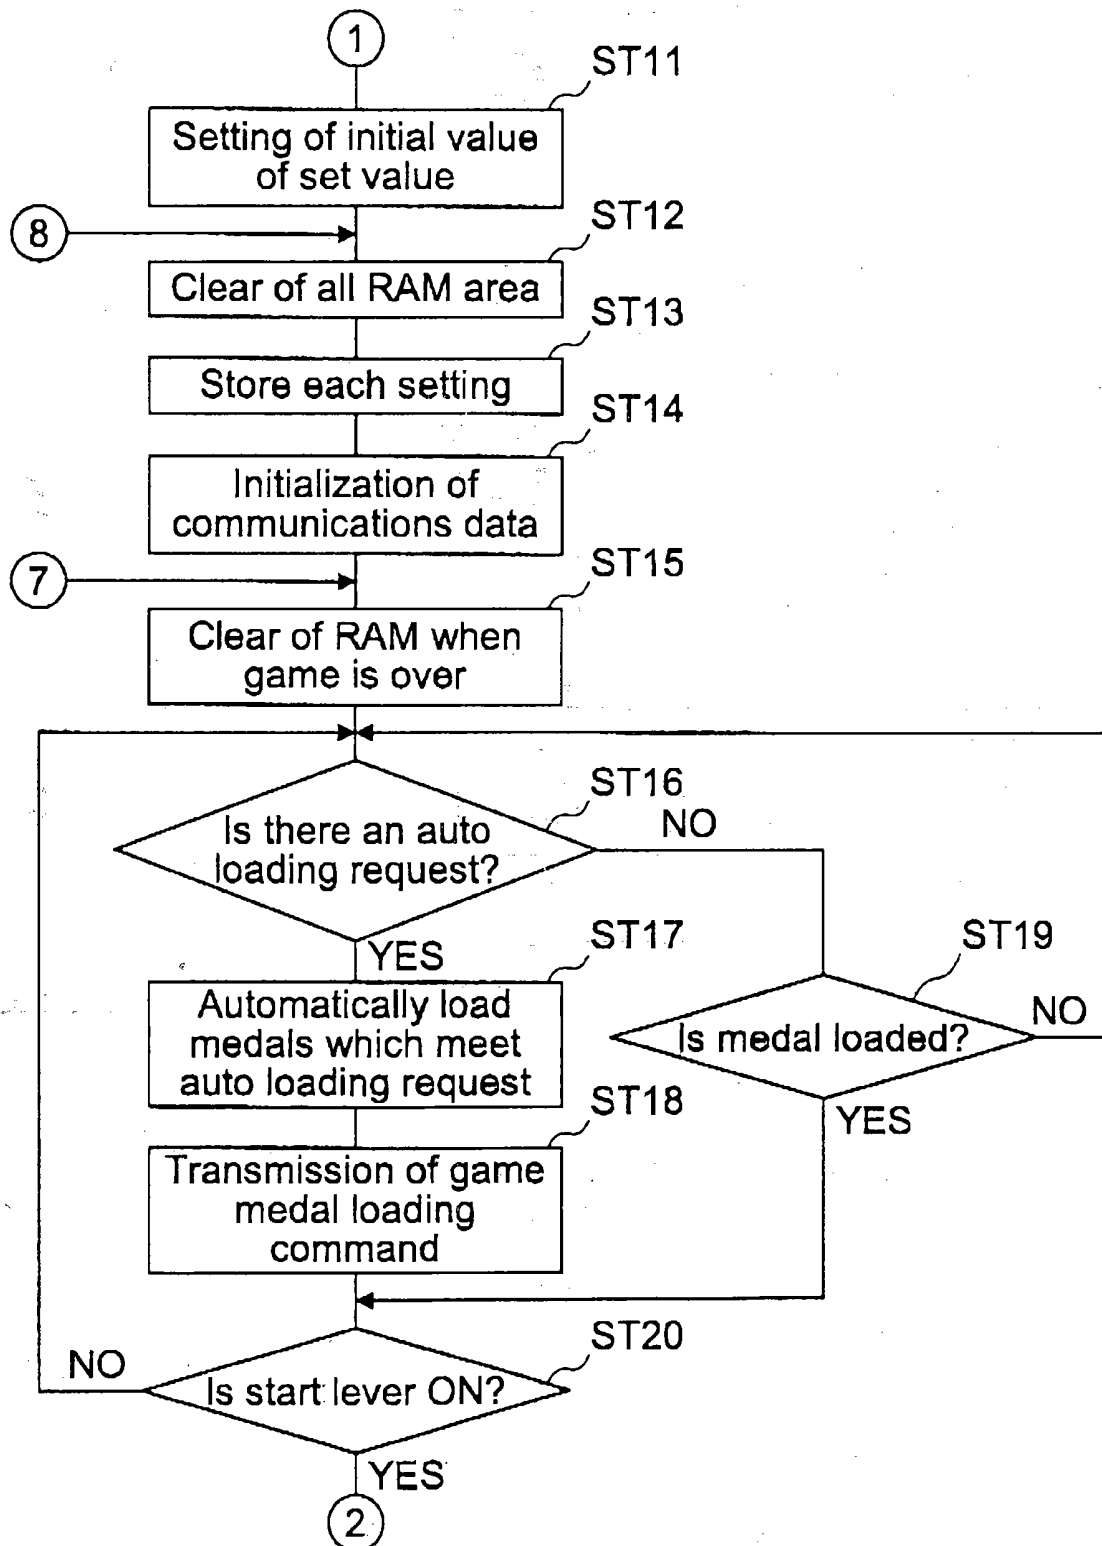 1
ST11
Setting of initial value
of set value
8
ST12
Clear of all RAM area
ST13
Store each setting
ST14
Initialization of
communications data
7
ST15
Clear of RAM when
game is over
ST16
Is there an auto
loading request?
NO
YES
ST17
Automatically load
medals which meet
auto loading request
ST19
Is medal loaded?
NO
YES
ST18
Transmission of game
medal loading
command
ST20
NO
Is start lever ON?
YES
2